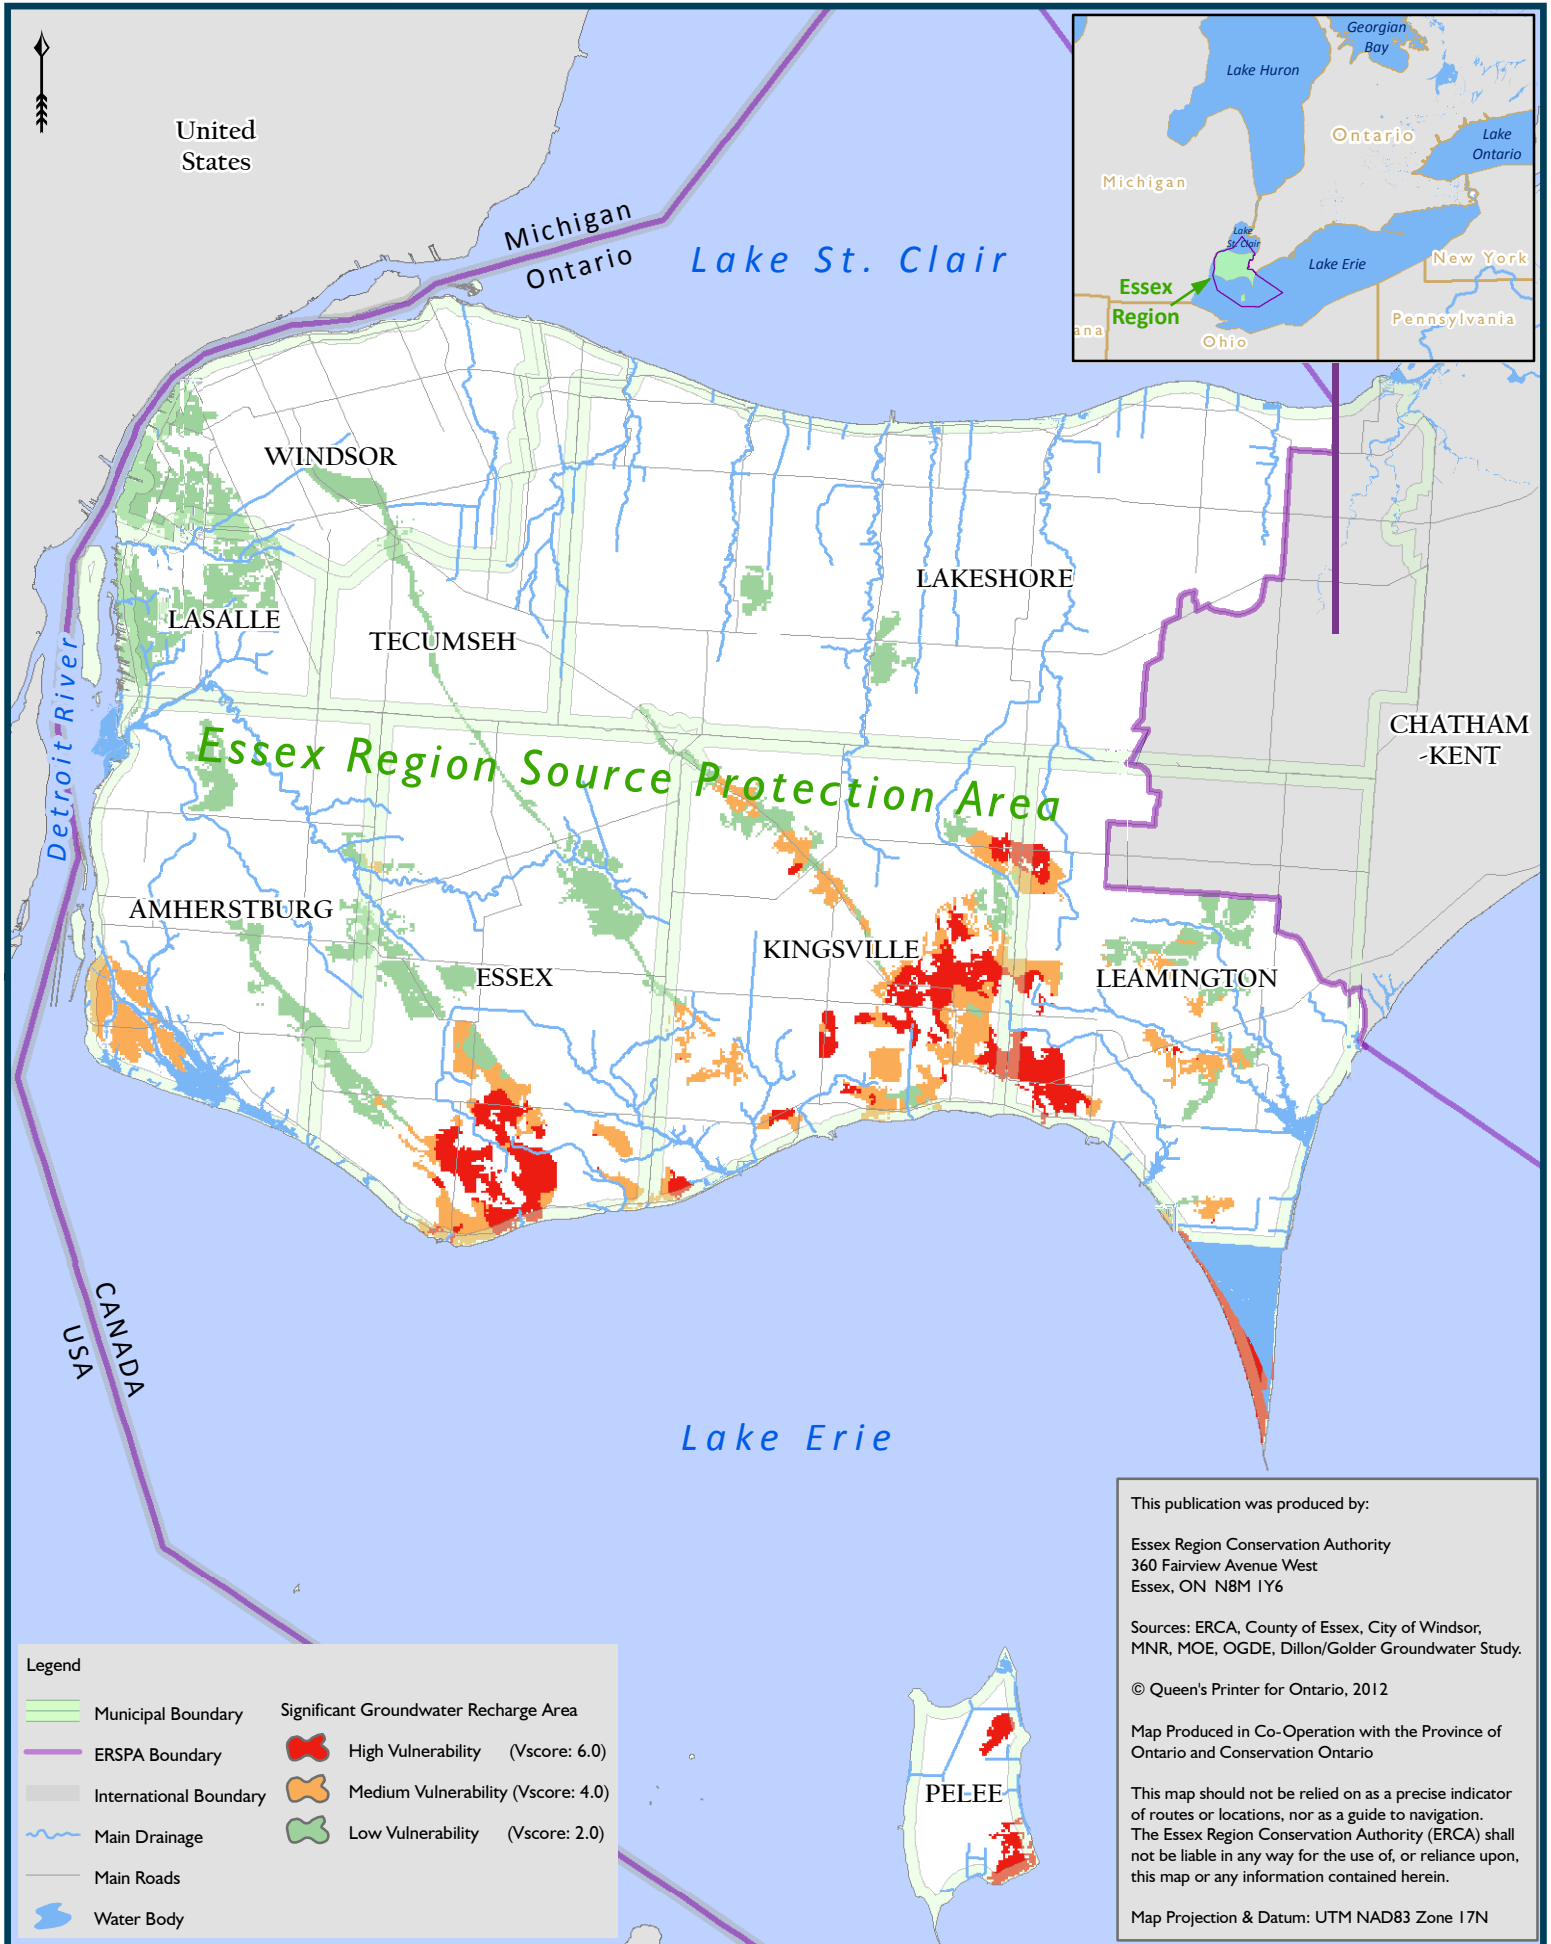 United
States
Michigan
Ontario
Lake St. Clair
Georgian
Bay
Lake Huron
Ontario
Lake
Ontario
Michigan
Lake
St. Clair
Lake Erie
New York
Essex
Region
Pennsylvania
ana
Ohio
WINDSOR
LAKESHORE
LASALLE
TECUMSEH
Detroit River
CHATHAM
-KENT
Essex Region Source Protection Area
AMHERSTBURG
KINGSVILLE
ESSEX
LEAMINGTON
CANADA
USA
Lake Erie
PELEE
Legend
Municipal Boundary
ERSPA Boundary
International Boundary
Main Drainage
Main Roads
Water Body
Significant Groundwater Recharge Area
High Vulnerability (Vscore: 6.0)
Medium Vulnerability (Vscore: 4.0)
Low Vulnerability (Vscore: 2.0)
This publication was produced by:
Essex Region Conservation Authority
360 Fairview Avenue West
Essex, ON N8M 1Y6
Sources: ERCA, County of Essex, City of Windsor,
MNR, MOE, OGDE, Dillon/Golder Groundwater Study.
© Queen's Printer for Ontario, 2012
Map Produced in Co-Operation with the Province of
Ontario and Conservation Ontario
This map should not be relied on as a precise indicator
of routes or locations, nor as a guide to navigation.
The Essex Region Conservation Authority (ERCA) shall
not be liable in any way for the use of, or reliance upon,
this map or any information contained herein.
Map Projection & Datum: UTM NAD83 Zone 17N